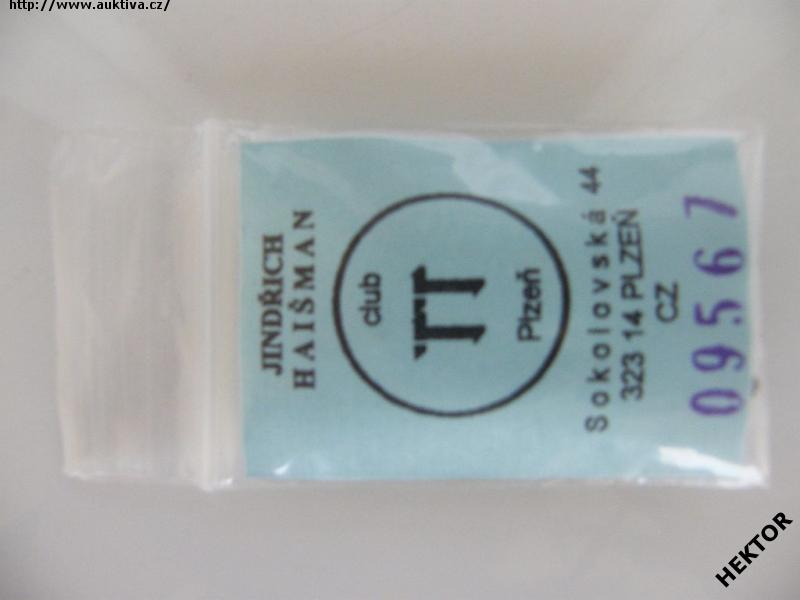 http://www.auktiva.cz/
JINDŘICH
HAIŠMAN
club
TT
Plzeň
Sokolovská 44
323 14 PLZEŇ
CZ
09567
HEKTOR